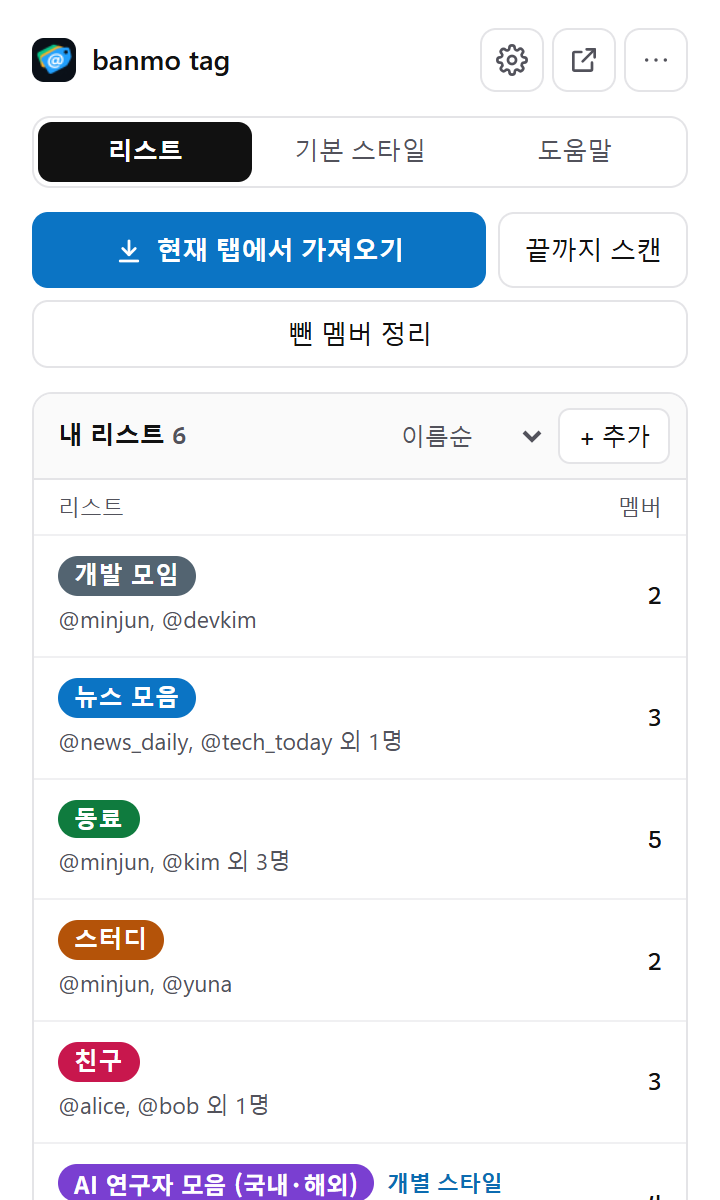 banmo tag
리스트 기본 스타일 도움말
현재 탭에서 가져오기 끝까지 스캔
뺀 멤버 정리
내 리스트 6 이름순 + 추가
리스트 멤버
개발 모임
@minjun, @devkim
2
뉴스 모음
@news_daily, @tech_today 외 1명
3
동료
@minjun, @kim 외 3명
5
스터디
@minjun, @yuna
2
친구
@alice, @bob 외 1명
3
AI 연구자 모음 (국내·해외) 개별 스타일